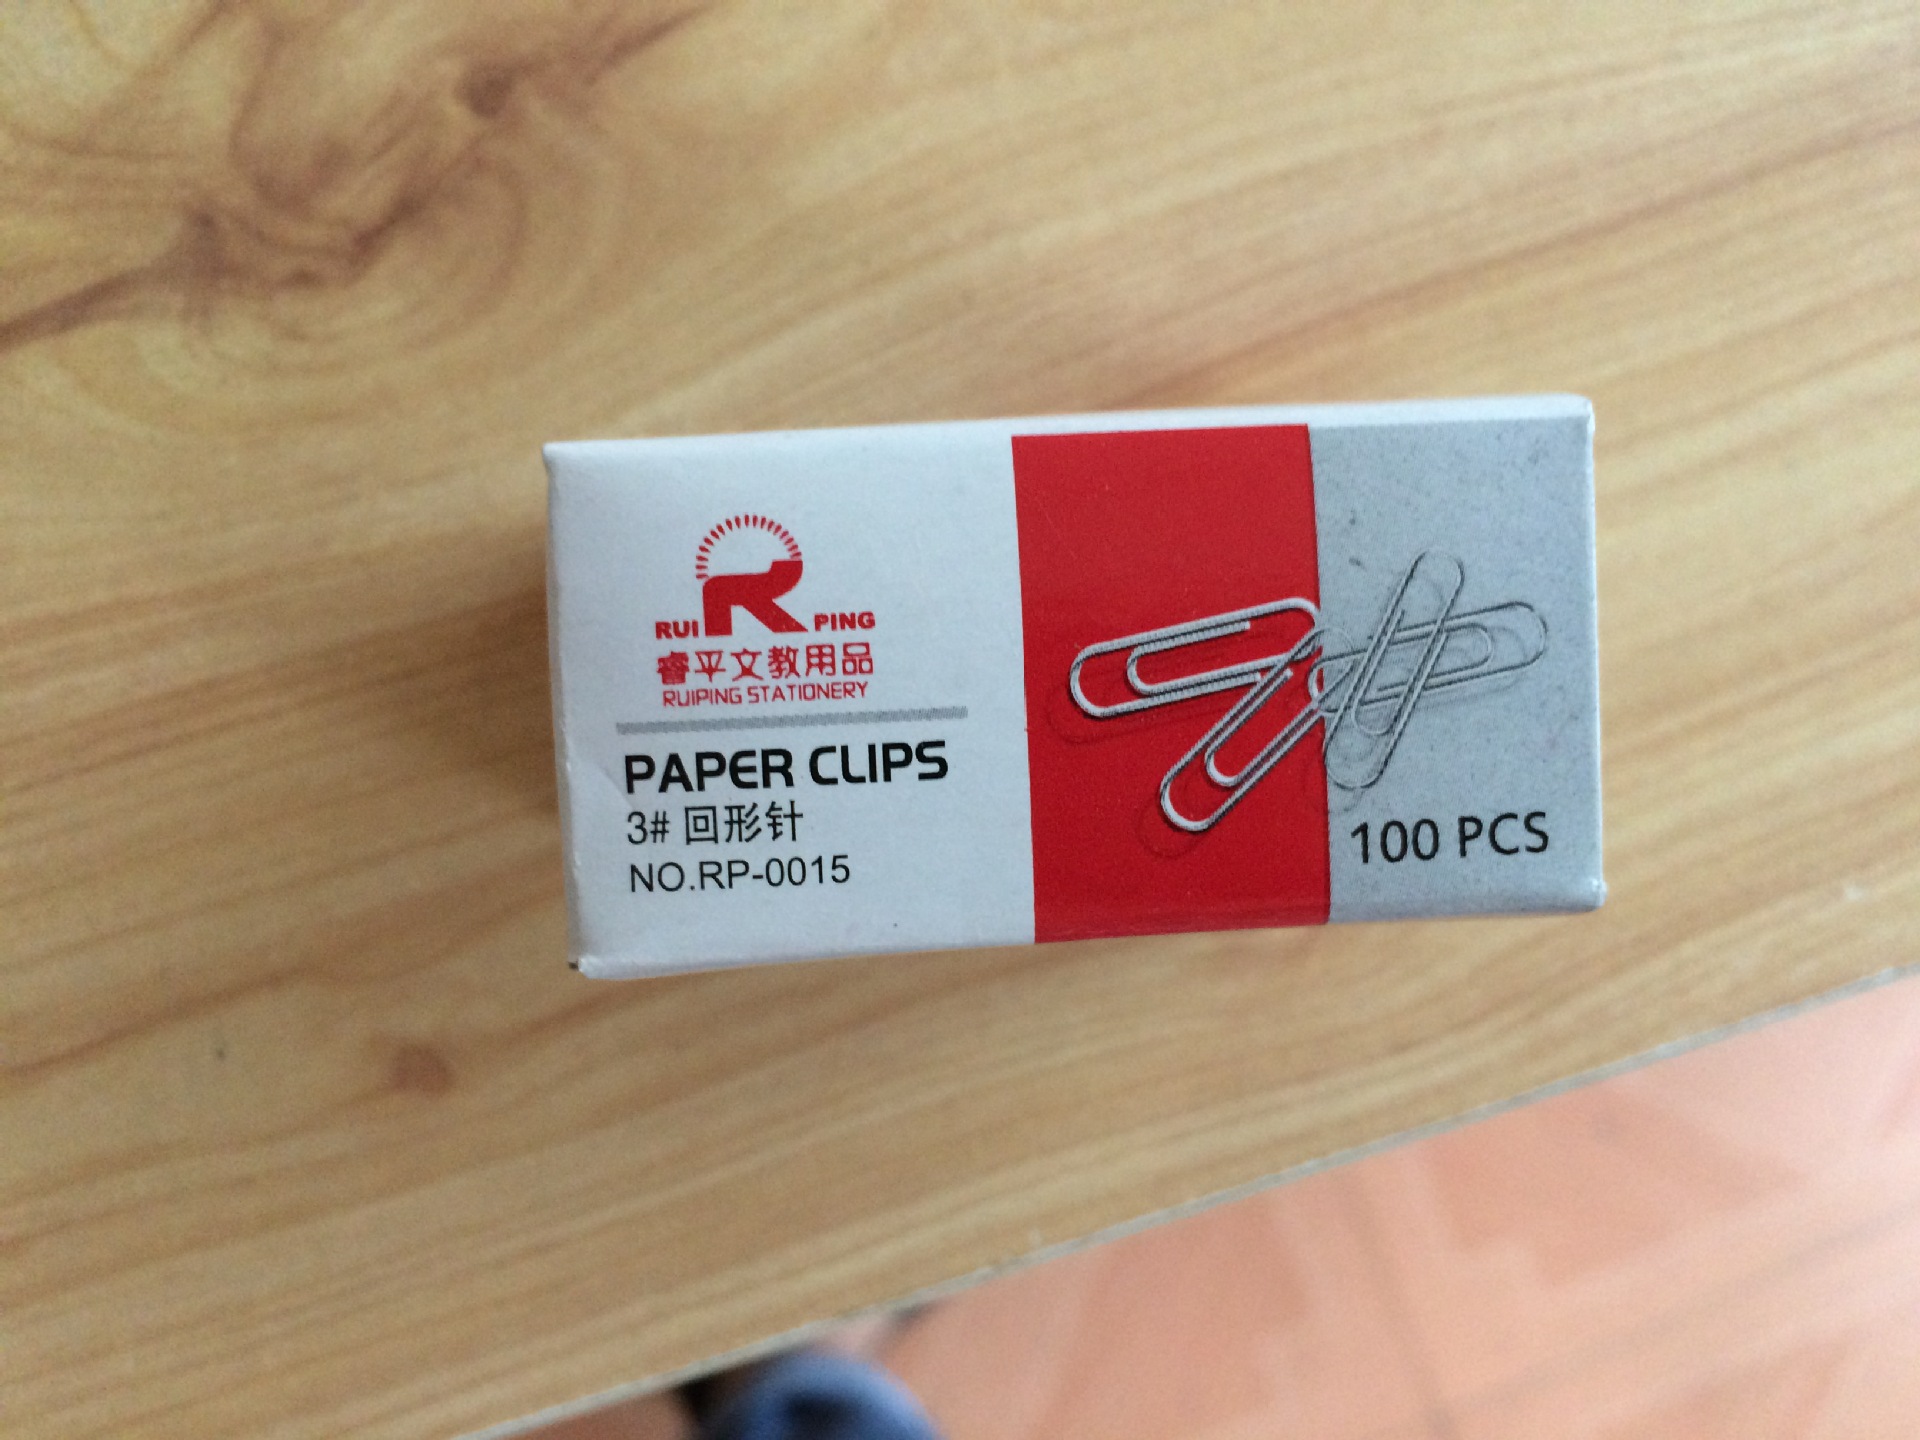 RUI R PING
睿平文教用品
RUIPING STATIONERY
PAPER CLIPS
3# 回形针
NO.RP-0015
100 PCS